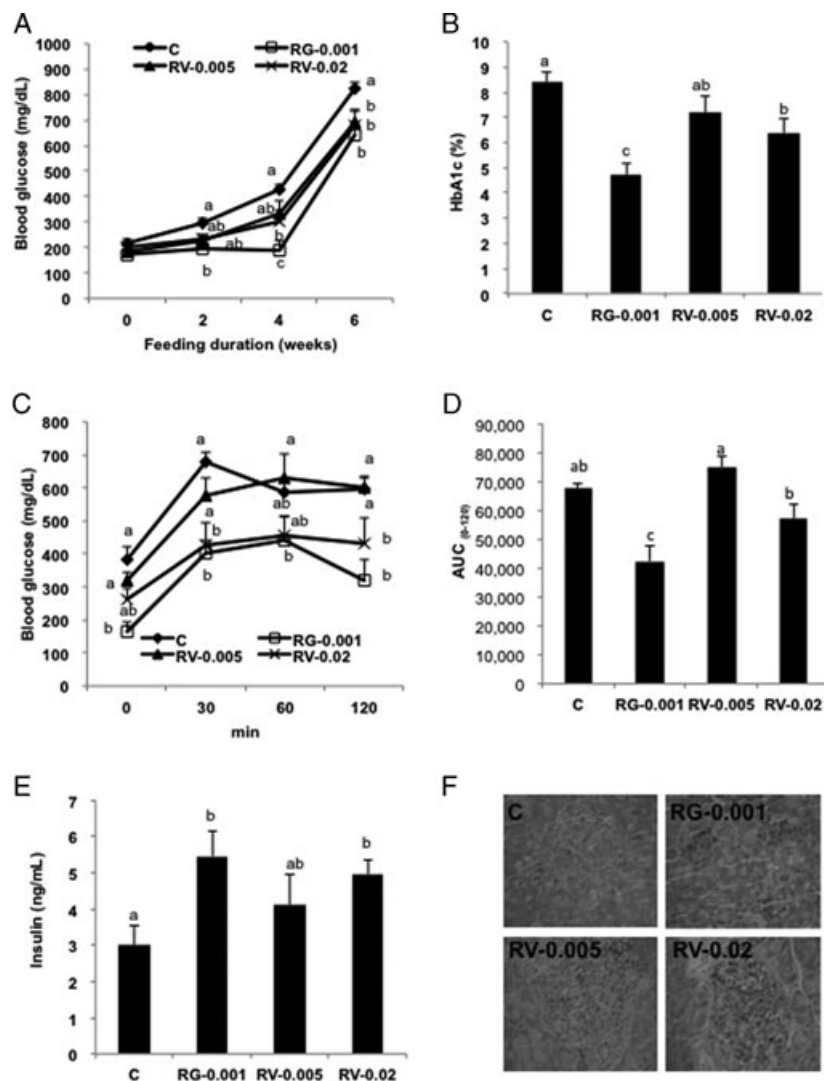 A
Blood glucose (mg/dL)
1000
900
800
700
600
500
400
300
200
100
0
C
RG-0.001
RV-0.005
RV-0.02
a
b
b
b
a
ab
b
c
a
ab
ab
b
0
2
4
6
Feeding duration (weeks)
B
HbA1c (%)
10
9
8
7
6
5
4
3
2
1
0
a
c
ab
b
C
RG-0.001
RV-0.005
RV-0.02
C
Blood glucose (mg/dL)
800
700
600
500
400
300
200
100
0
a
a
a
a
a
ab
a
b
ab
b
a
ab
b
b
b
b
C
RG-0.001
RV-0.005
RV-0.02
0
30
60
120
min
D
AUC (0-120)
90,000
80,000
70,000
60,000
50,000
40,000
30,000
20,000
10,000
0
ab
c
a
b
C
RG-0.001
RV-0.005
RV-0.02
E
Insulin (ng/mL)
7
6
5
4
3
2
1
0
a
b
ab
b
C
RG-0.001
RV-0.005
RV-0.02
F
C
RG-0.001
RV-0.005
RV-0.02